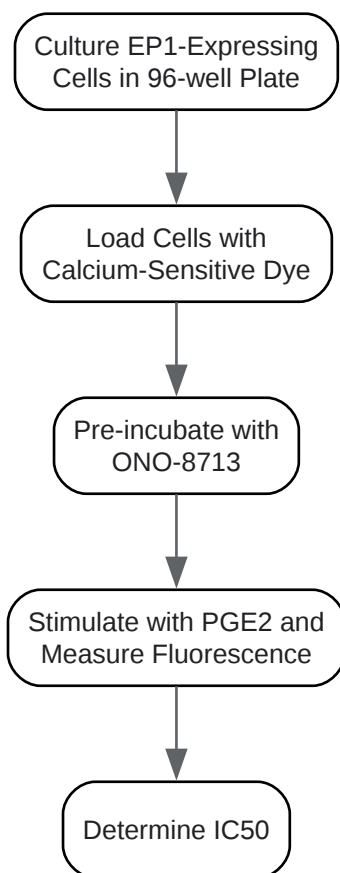 Culture EP1-Expressing
Cells in 96-well Plate
Load Cells with
Calcium-Sensitive Dye
Pre-incubate with
ONO-8713
Stimulate with PGE2 and
Measure Fluorescence
Determine IC50